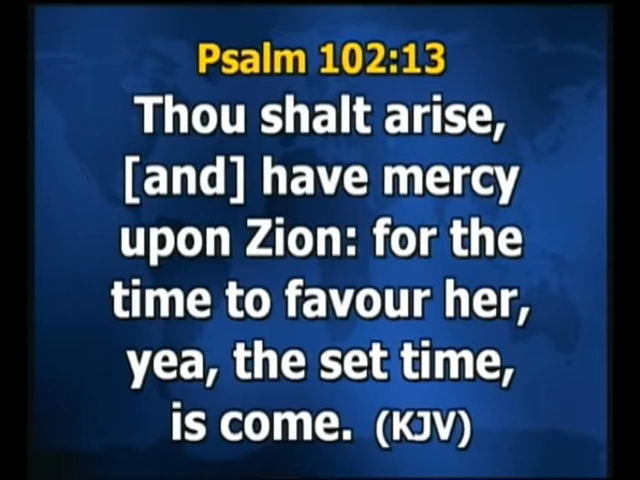 Psalm 102:13
Thou shalt arise,
[and] have mercy
upon Zion: for the
time to favour her,
yea, the set time,
is come. (KJV)